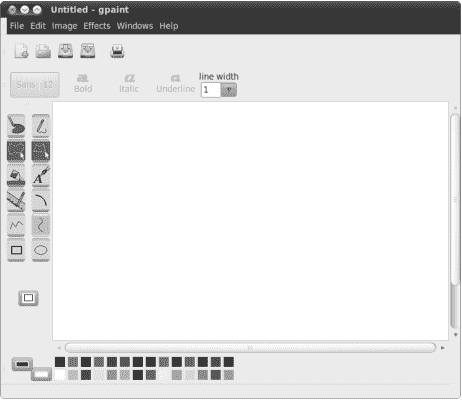 Untitled - gpaint
File Edit Image Effects Windows Help
Sans 12 Bold Italic Underline
line width
1